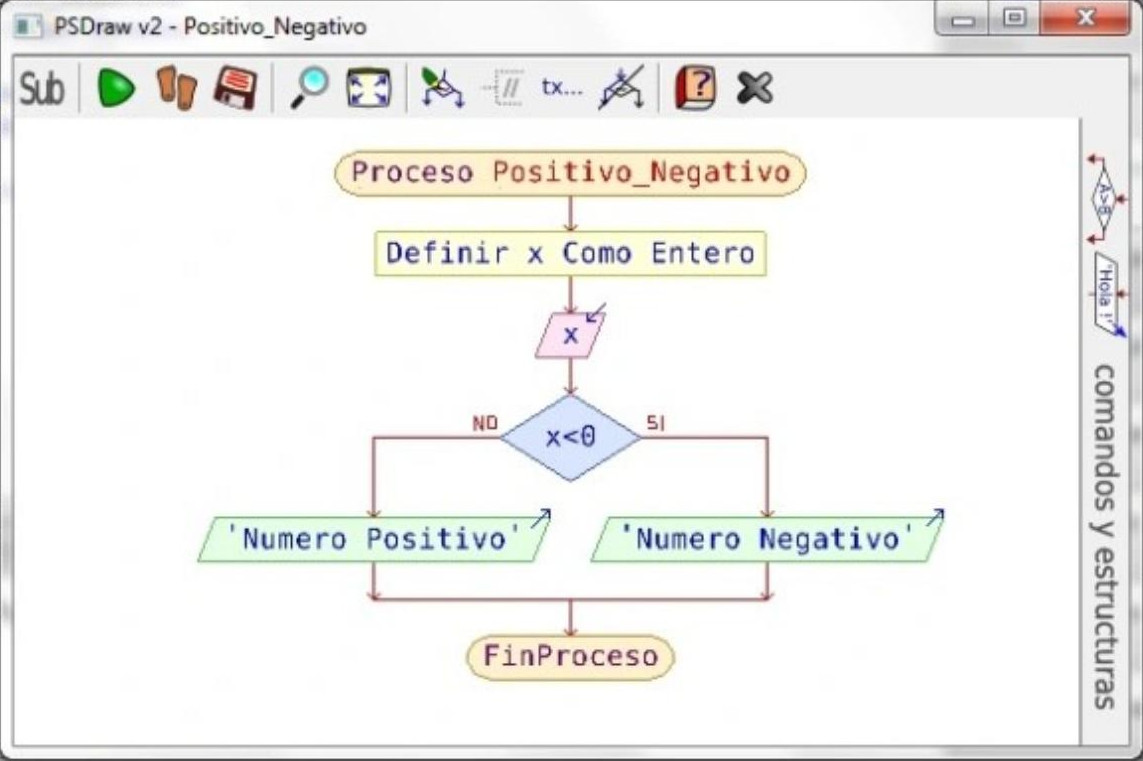 PSDraw v2 - Positivo_Negativo
Sub
tx...
?
Proceso Positivo_Negativo
Definir x Como Entero
x
x<0
NO
SI
'Numero Positivo'
'Numero Negativo'
FinProceso
A>B
'Hola !'
comandos y estructuras